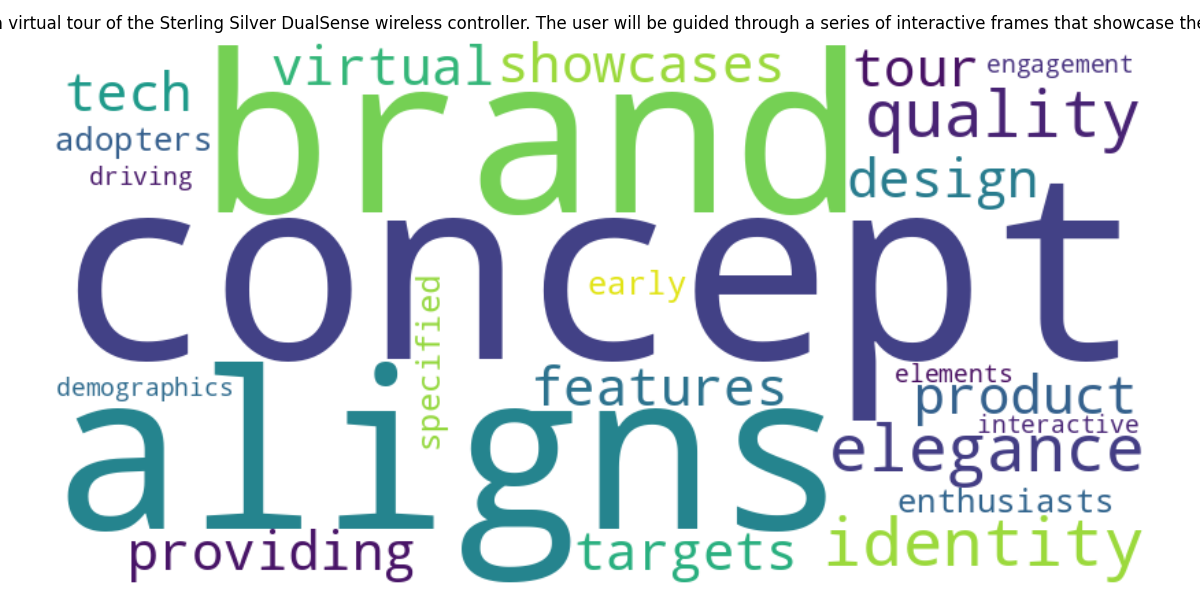 virtual tour of the Sterling Silver DualSense wireless controller. The user will be guided through a series of interactive frames that showcase the
virtual showcases tour engagement
tech brand quality
adopters
driving design
concept
early
specified
demographics features elements
product
aligns interactive
elegance
enthusiasts
providing targets identity